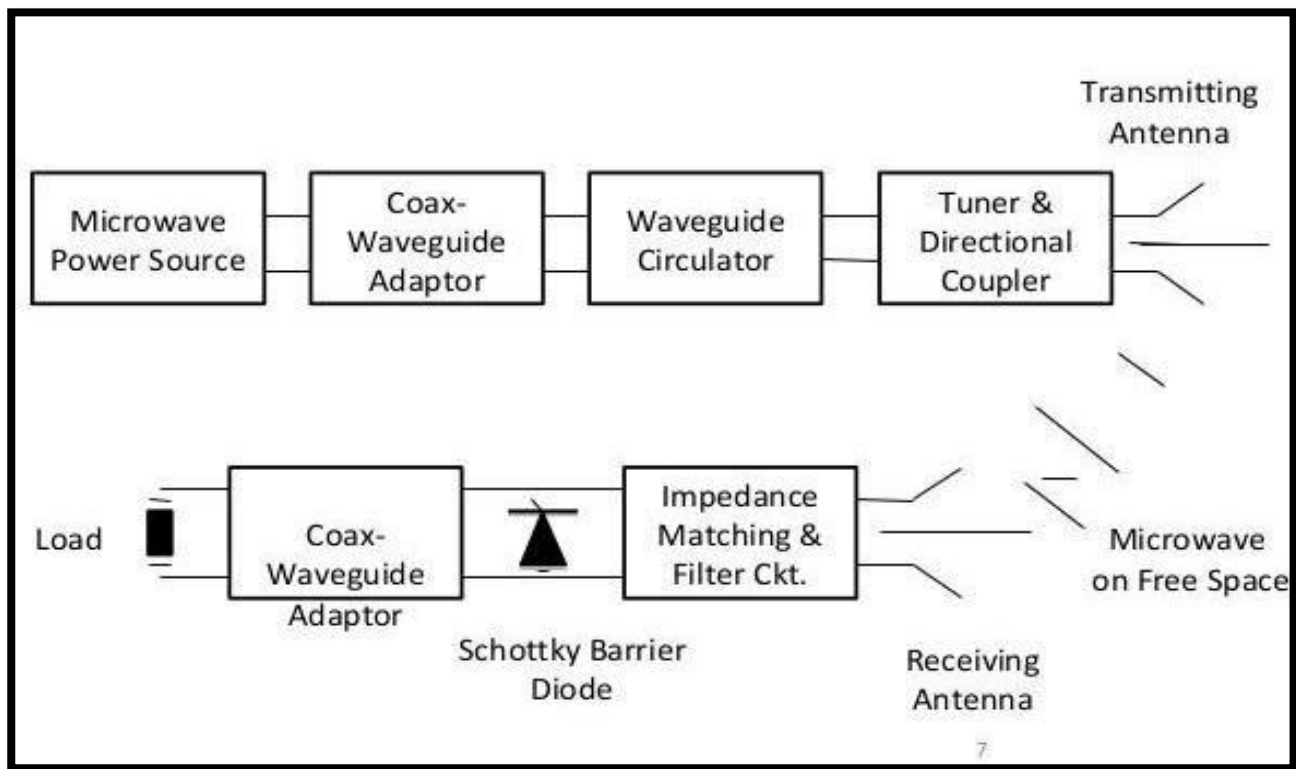 Transmitting
Antenna
Microwave
Power Source
Coax-
Waveguide
Adaptor
Waveguide
Circulator
Tuner &
Directional
Coupler
Load
Coax-
Waveguide
Adaptor
Schottky Barrier
Diode
Impedance
Matching &
Filter Ckt.
Microwave
on Free Space
Receiving
Antenna
7